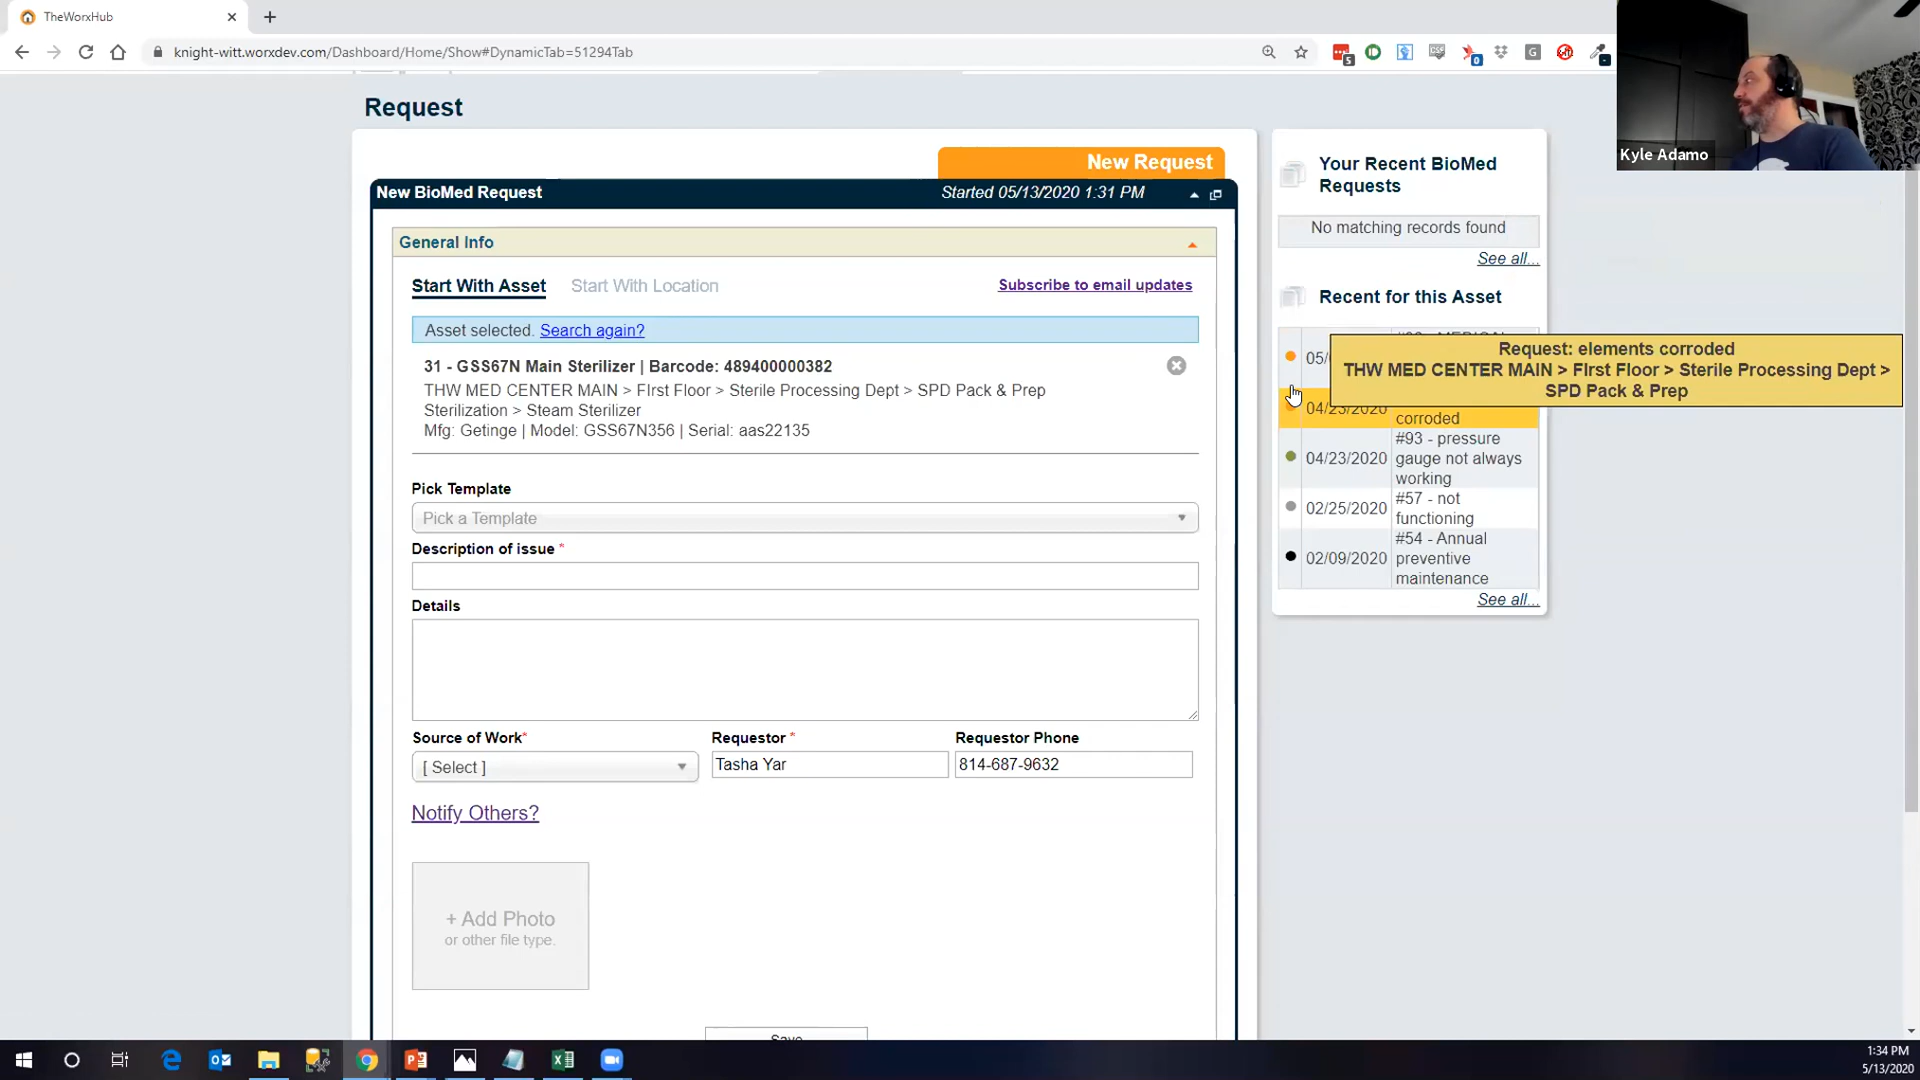 TheWorxHub
knight-witt.worxdev.com/Dashboard/Home/Show#DynamicTab=51294Tab
Kyle Adamo
Request
New Request
New BioMed Request
Started 05/13/2020 1:31 PM
General Info
Start With Asset
Start With Location
Subscribe to email updates
Asset selected. Search again?
31 - GSS67N Main Sterilizer | Barcode: 489400000382
THW MED CENTER MAIN > FIrst Floor > Sterile Processing Dept > SPD Pack & Prep
Sterilization > Steam Sterilizer
Mfg: Getinge | Model: GSS67N356 | Serial: aas22135
Pick Template
Pick a Template
Description of issue *
Details
Source of Work*
Requestor *
Requestor Phone
[ Select ]
Tasha Yar
814-687-9632
Notify Others?
+ Add Photo
or other file type.
Save
Your Recent BioMed
Requests
No matching records found
See all...
Recent for this Asset
05/
Request: elements corroded
THW MED CENTER MAIN > FIrst Floor > Sterile Processing Dept >
SPD Pack & Prep
04/23/2020
corroded
04/23/2020
#93 - pressure
gauge not always
working
02/25/2020
#57 - not
functioning
02/09/2020
#54 - Annual
preventive
maintenance
See all...
1:34 PM
5/13/2020